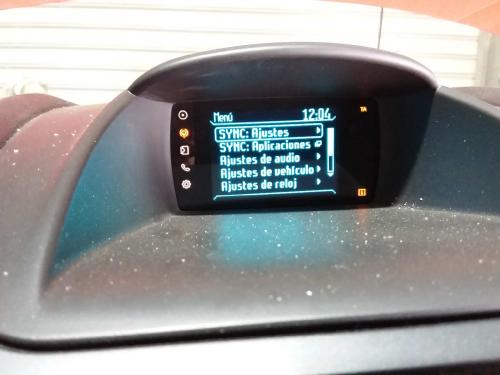 Menú 12:04 TA
SYNC: Ajustes
SYNC: Aplicaciones
Ajustes de audio
Ajustes de vehículo
Ajustes de reloj